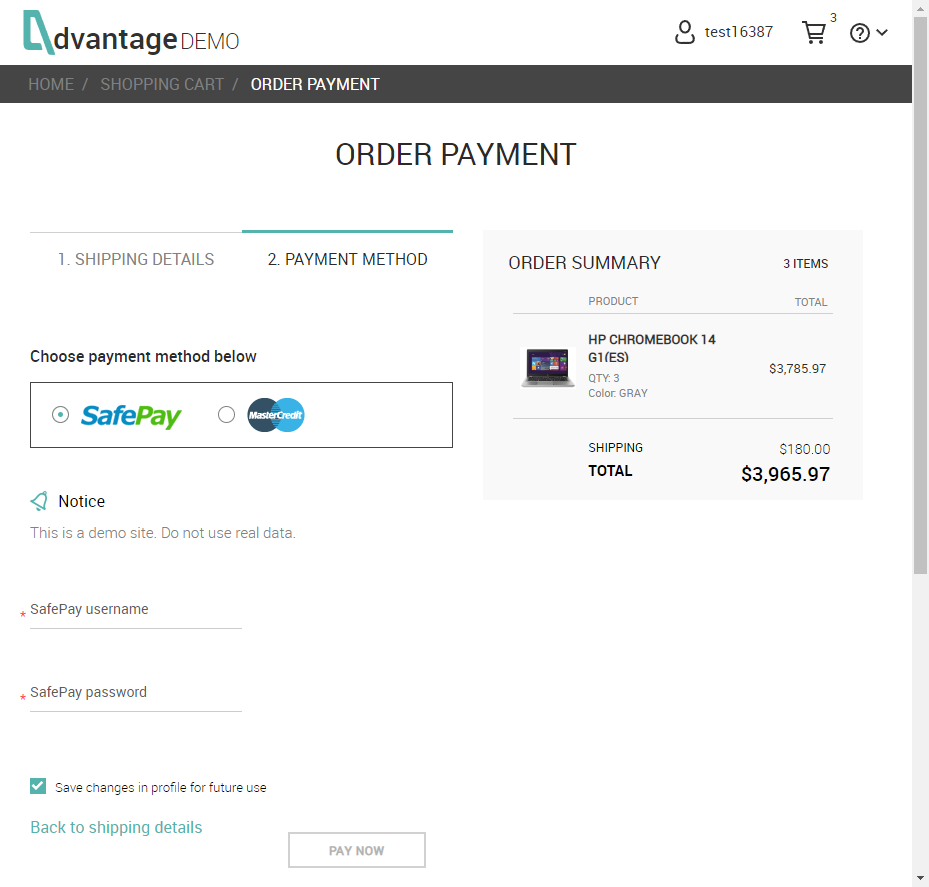 dvantage DEMO
test16387
3
?
HOME / SHOPPING CART / ORDER PAYMENT
ORDER PAYMENT
1. SHIPPING DETAILS
2. PAYMENT METHOD
Choose payment method below
SafePay
MasterCredit
Notice
This is a demo site. Do not use real data.
* SafePay username
* SafePay password
Save changes in profile for future use
Back to shipping details
PAY NOW
ORDER SUMMARY
3 ITEMS
PRODUCT
TOTAL
HP CHROMEBOOK 14
G1(ES)
$3,785.97
QTY: 3
Color: GRAY
SHIPPING
$180.00
TOTAL
$3,965.97